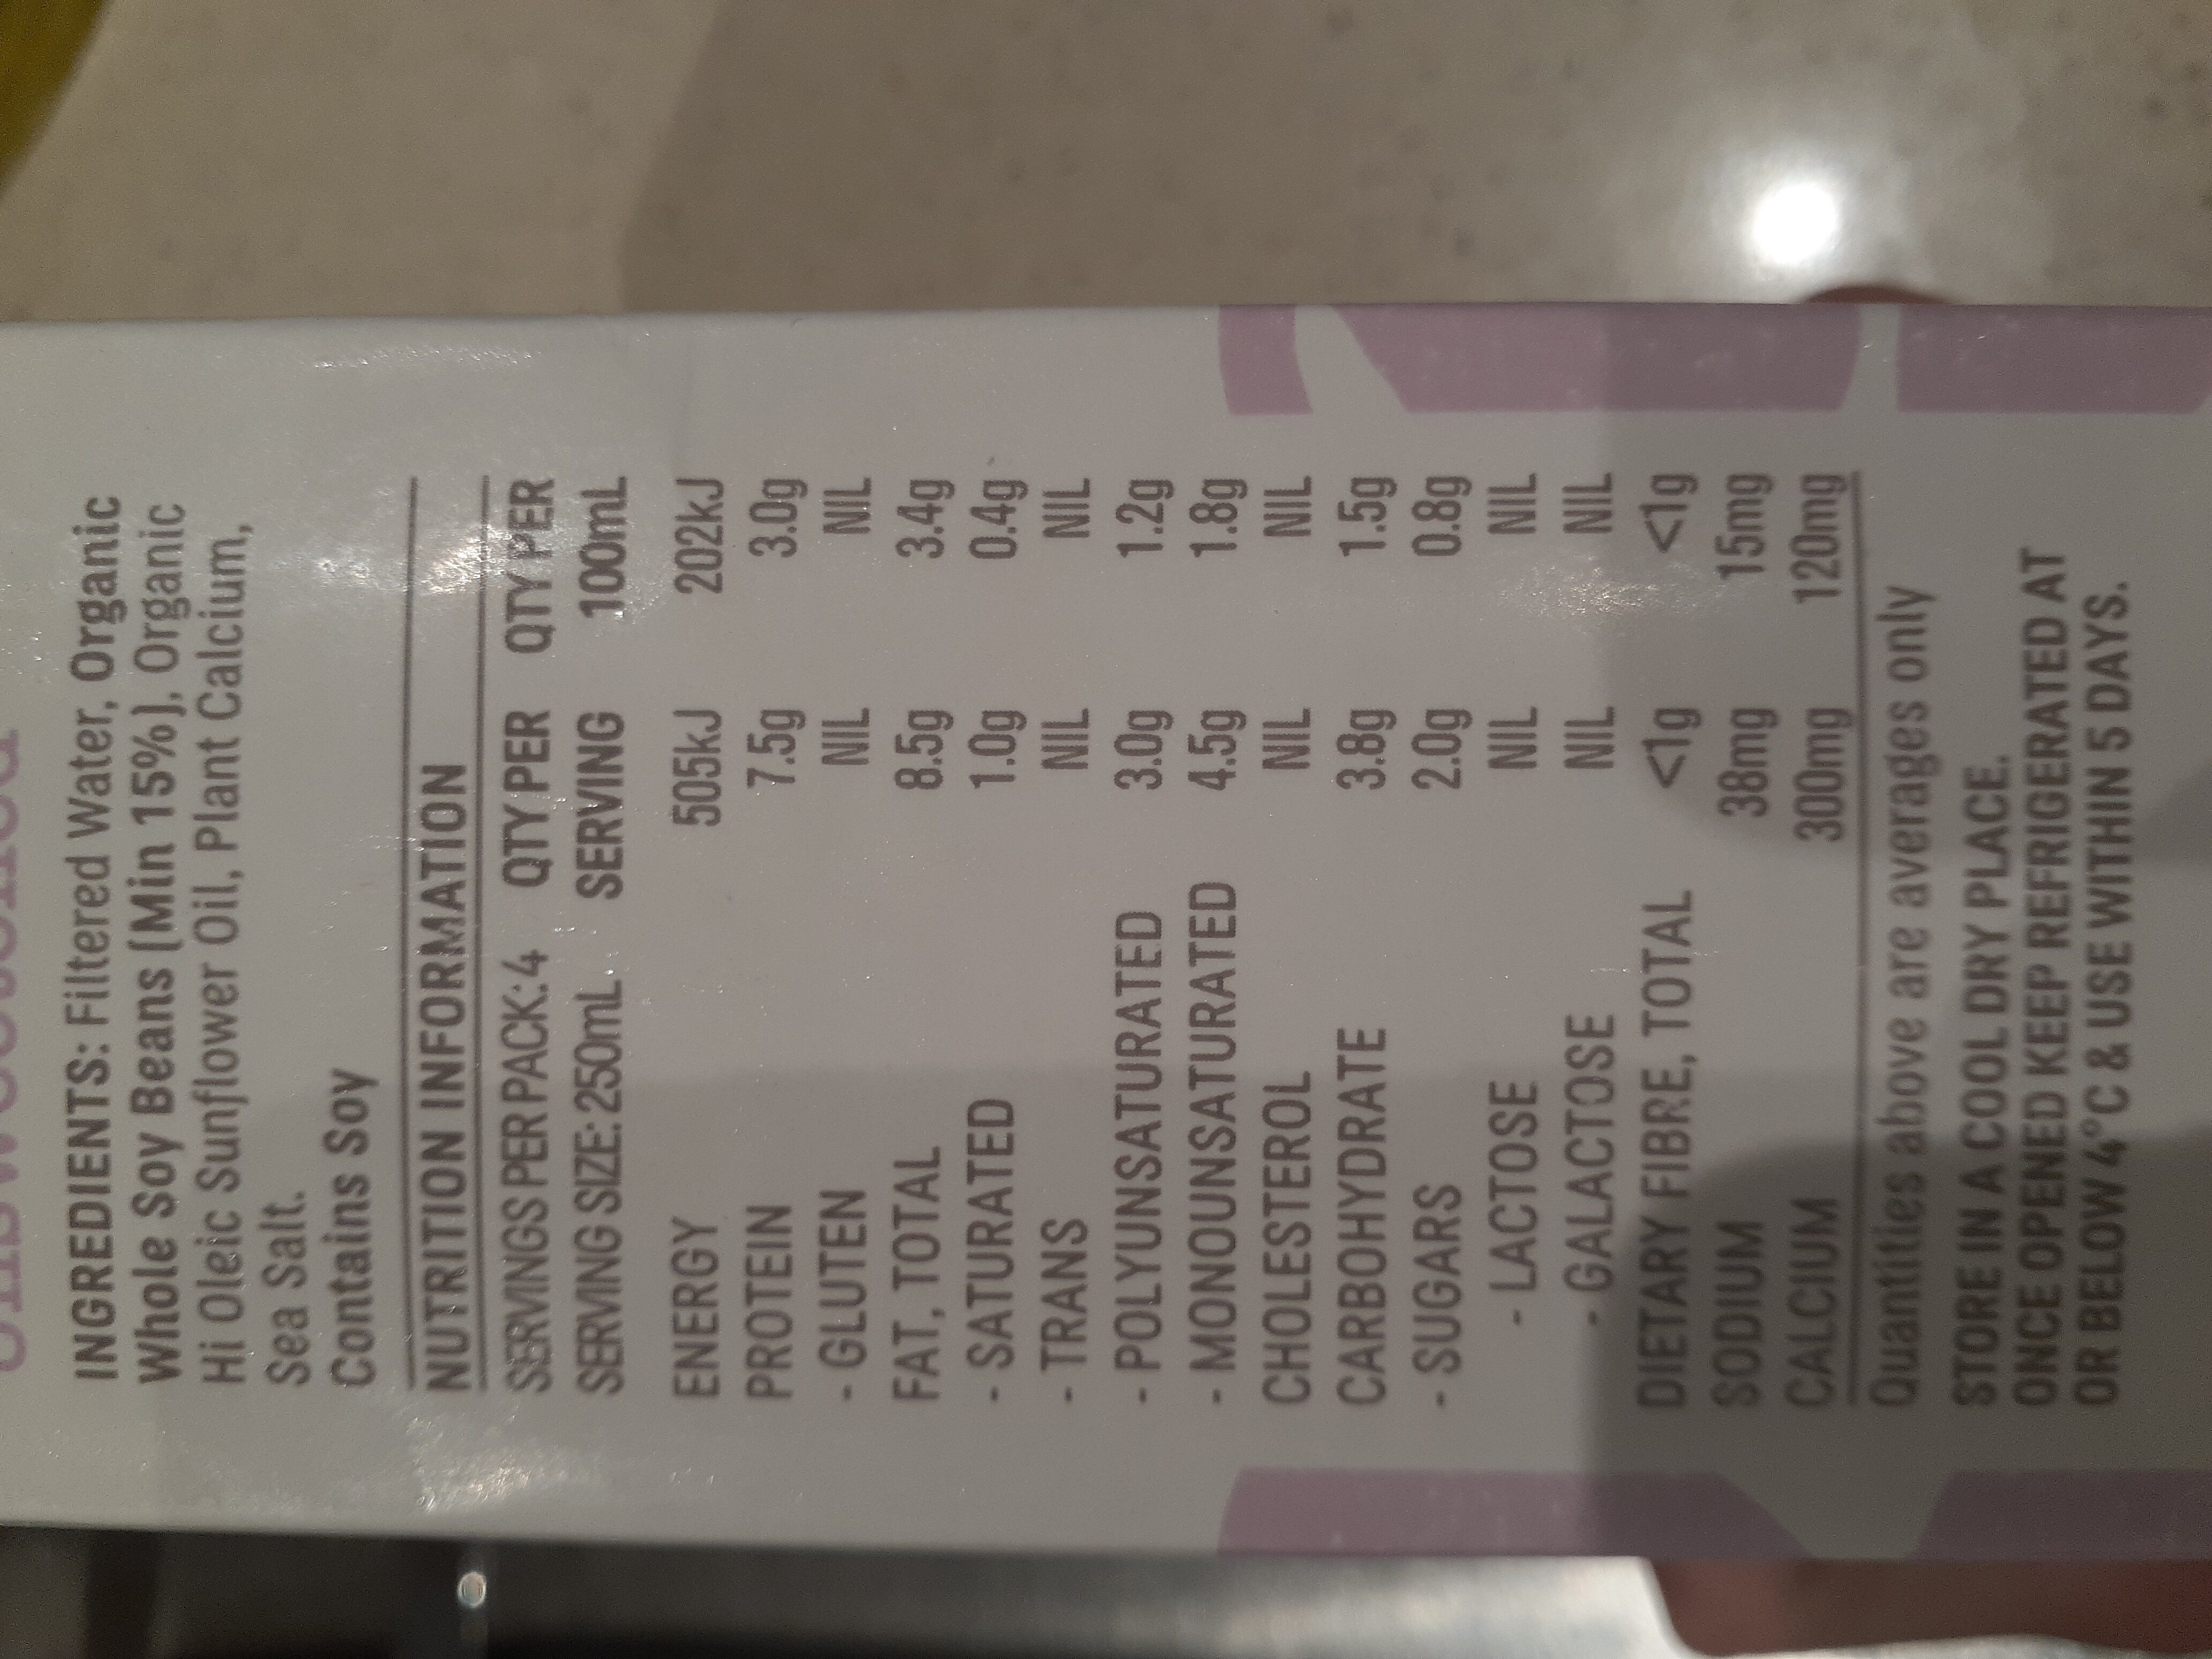 unsweetened
INGREDIENTS: Filtered Water, Organic
Whole Soy Beans (Min 15%), Organic
Hi Oleic Sunflower Oil, Plant Calcium,
Sea Salt.
Contains Soy
NUTRITION INFORMATION
SERVINGS PER PACK: 4 QTY PER QTY PER
SERVING SIZE: 250mL SERVING 100mL
ENERGY 505kJ 202kJ
PROTEIN 7.5g 3.0g
- GLUTEN NIL NIL
FAT, TOTAL 8.5g 3.4g
- SATURATED 1.0g 0.4g
- TRANS NIL NIL
- POLYUNSATURATED 3.0g 1.2g
- MONOUNSATURATED 4.5g 1.8g
CHOLESTEROL NIL NIL
CARBOHYDRATE 3.8g 1.5g
- SUGARS 2.0g 0.8g
- LACTOSE NIL NIL
- GALACTOSE NIL NIL
DIETARY FIBRE, TOTAL <1g <1g
SODIUM 38mg 15mg
CALCIUM 300mg 120mg
Quantities above are averages only
STORE IN A COOL DRY PLACE.
ONCE OPENED KEEP REFRIGERATED AT
OR BELOW 4°C & USE WITHIN 5 DAYS.